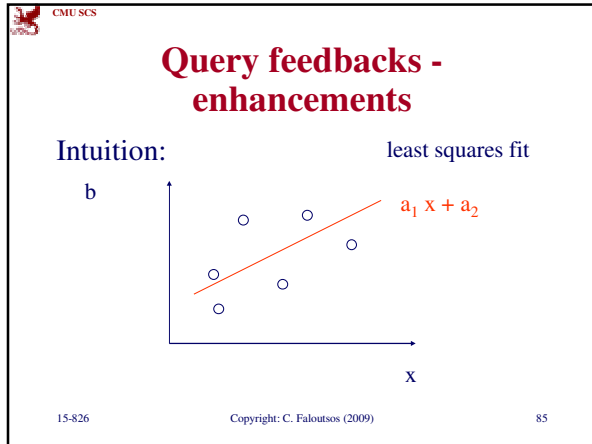 CMU SCS
Query feedbacks -
enhancements
Intuition:
least squares fit
b
a₁ x + a₂
x
15-826
Copyright: C. Faloutsos (2009)
85